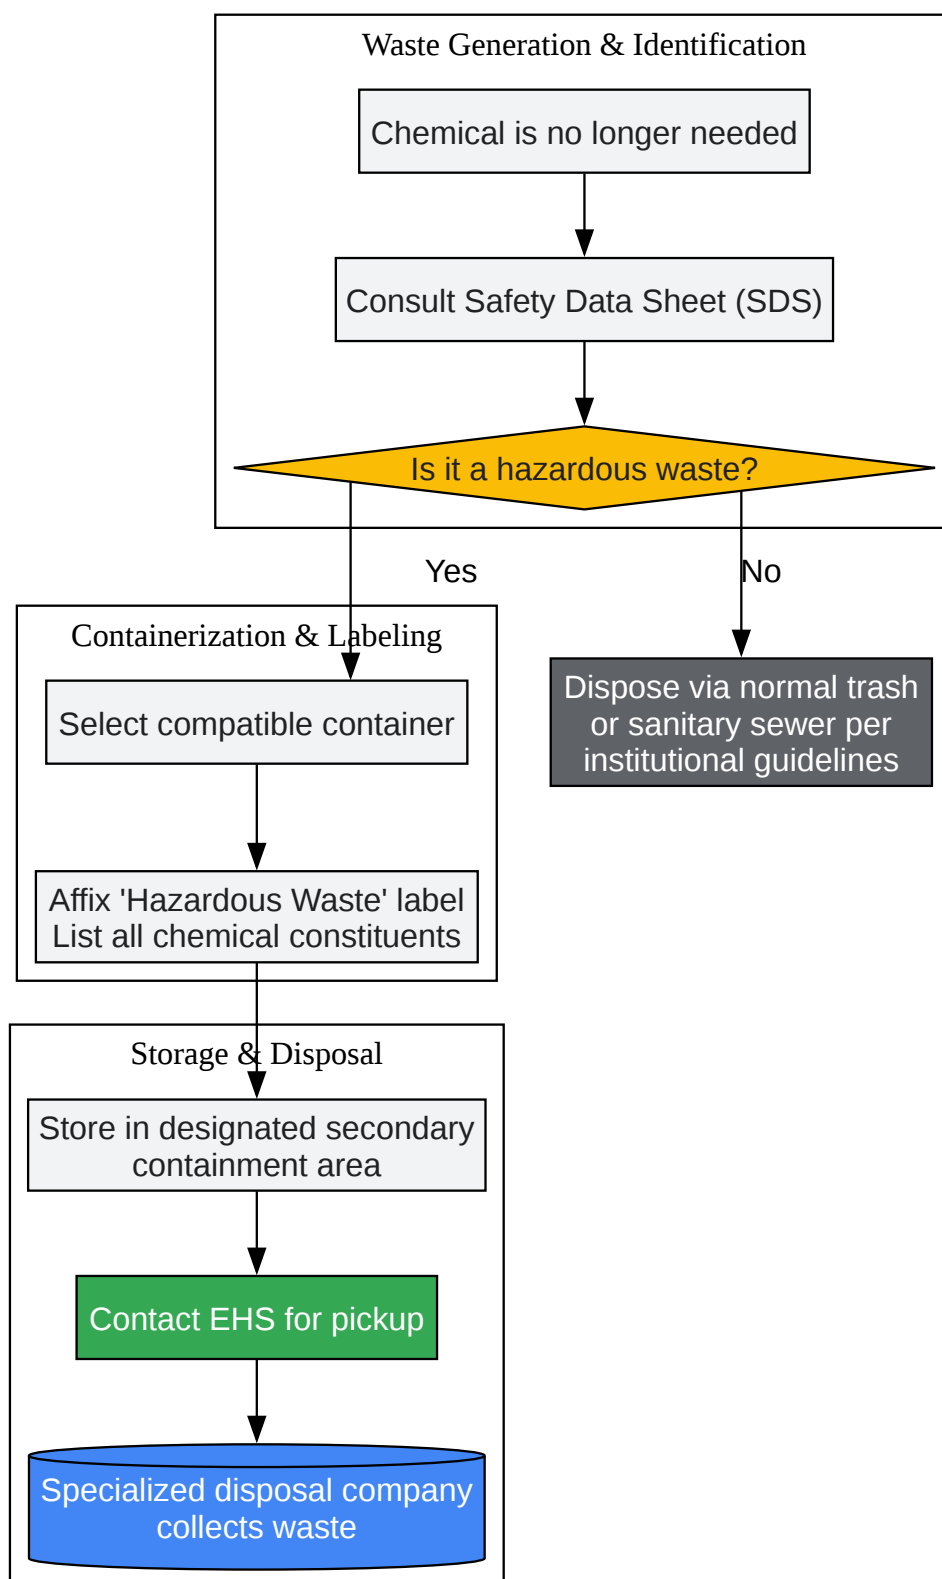 Waste Generation & Identification
Chemical is no longer needed
Consult Safety Data Sheet (SDS)
Is it a hazardous waste?
Yes
No
Containerization & Labeling
Select compatible container
Dispose via normal trash
or sanitary sewer per
institutional guidelines
Affix 'Hazardous Waste' label
List all chemical constituents
Storage & Disposal
Store in designated secondary
containment area
Contact EHS for pickup
Specialized disposal company
collects waste